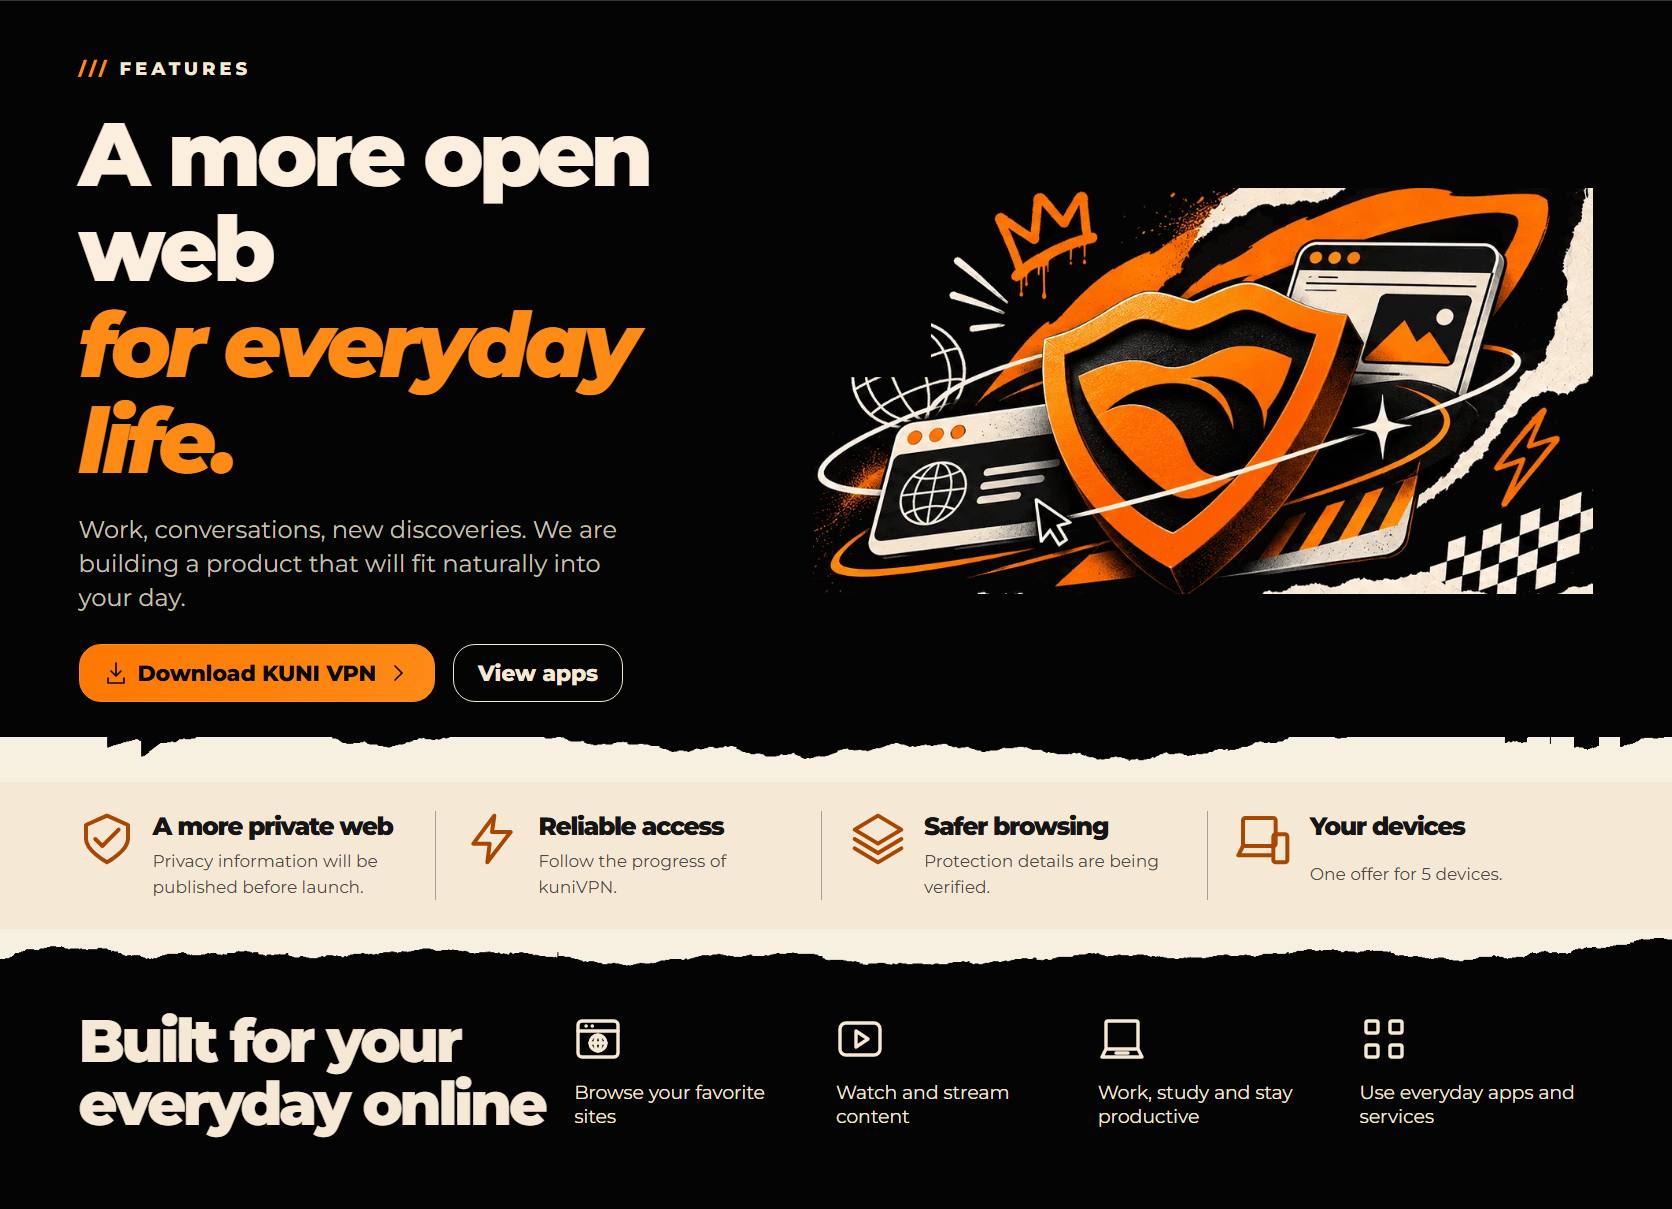 /// FEATURES
A more open
web
for everyday
life.
Work, conversations, new discoveries. We are
building a product that will fit naturally into
your day.
Download KUNI VPN
View apps
A more private web
Privacy information will be
published before launch.
Reliable access
Follow the progress of
kuniVPN.
Safer browsing
Protection details are being
verified.
Your devices
One offer for 5 devices.
Built for your
everyday online
Browse your favorite
sites
Watch and stream
content
Work, study and stay
productive
Use everyday apps and
services